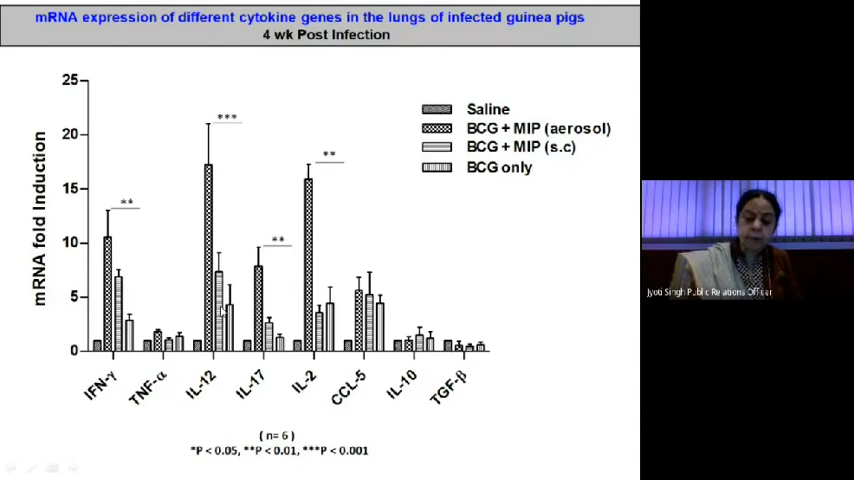 mRNA expression of different cytokine genes in the lungs of infected guinea pigs
4 wk Post Infection
mRNA fold Induction
25
20
15
10
5
0
***
**
**
**
Saline
BCG + MIP (aerosol)
BCG + MIP (s.c)
BCG only
IFN-γ
TNF-α
IL-12
IL-17
IL-2
CCL-5
IL-10
TGF-β
( n= 6 )
*P < 0.05, **P < 0.01, ***P < 0.001
Jyoti Singh Public Relations Officer